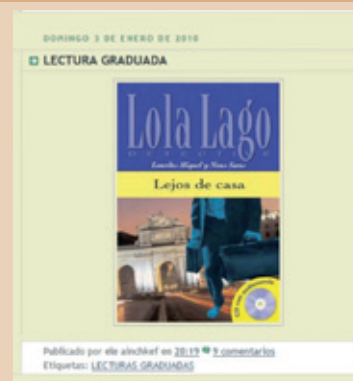 DOMINGO 3 DE ENERO DE 2010
LECTURA GRADUADA
Lola Lago
DETECTIVE
Lourdes Miquel y Neus Sans
Lejos de casa
Publicado por ele ainchkef en 20:19 9 comentarios
Etiquetas: LECTURAS GRADUADAS